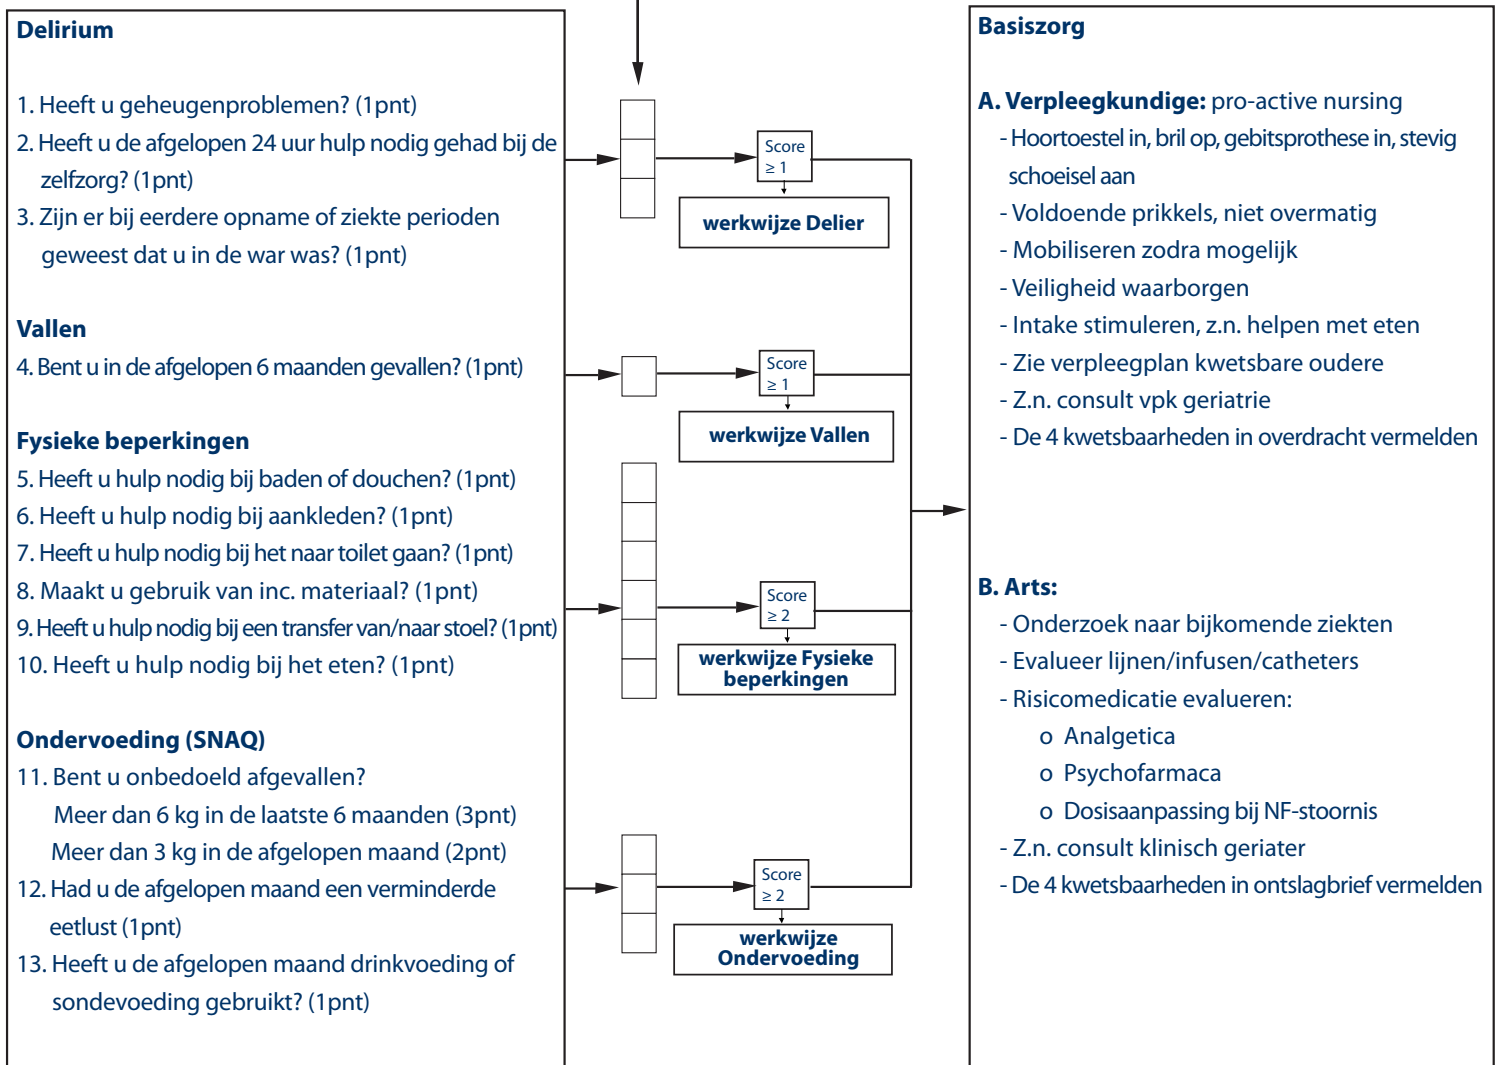 Delirium
1. Heeft u geheugenproblemen? (1pnt)
2. Heeft u de afgelopen 24 uur hulp nodig gehad bij de
zelfzorg? (1pnt)
3. Zijn er bij eerdere opname of ziekte perioden
geweest dat u in de war was? (1pnt)
Vallen
4. Bent u in de afgelopen 6 maanden gevallen? (1pnt)
Fysieke beperkingen
5. Heeft u hulp nodig bij baden of douchen? (1pnt)
6. Heeft u hulp nodig bij aankleden? (1pnt)
7. Heeft u hulp nodig bij het naar toilet gaan? (1pnt)
8. Maakt u gebruik van inc. materiaal? (1pnt)
9. Heeft u hulp nodig bij een transfer van/naar stoel? (1pnt)
10. Heeft u hulp nodig bij het eten? (1pnt)
Ondervoeding (SNAQ)
11. Bent u onbedoeld afgevallen?
Meer dan 6 kg in de laatste 6 maanden (3pnt)
Meer dan 3 kg in de afgelopen maand (2pnt)
12. Had u de afgelopen maand een verminderde
eetlust (1pnt)
13. Heeft u de afgelopen maand drinkvoeding of
sondevoeding gebruikt? (1pnt)
Score
≥ 1
werkwijze Delier
Score
≥ 1
werkwijze Vallen
Score
≥ 2
werkwijze Fysieke
beperkingen
Score
≥ 2
werkwijze
Ondervoeding
Basiszorg
A. Verpleegkundige: pro-active nursing
- Hoortoestel in, bril op, gebitsprothese in, stevig
schoeisel aan
- Voldoende prikkels, niet overmatig
- Mobiliseren zodra mogelijk
- Veiligheid waarborgen
- Intake stimuleren, z.n. helpen met eten
- Zie verpleegplan kwetsbare oudere
- Z.n. consult vpk geriatrie
- De 4 kwetsbaarheden in overdracht vermelden
B. Arts:
- Onderzoek naar bijkomende ziekten
- Evalueer lijnen/infusen/catheters
- Risicomedicatie evalueren:
o Analgetica
o Psychofarmaca
o Dosisaanpassing bij NF-stoornis
- Z.n. consult klinisch geriater
- De 4 kwetsbaarheden in ontslagbrief vermelden